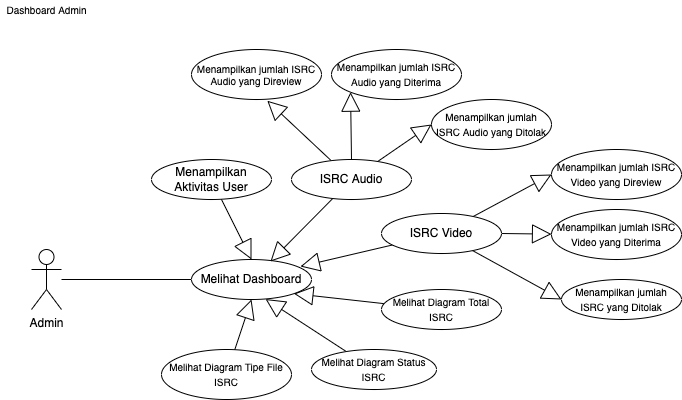 Dashboard Admin
Menampilkan jumlah ISRC
Audio yang Direview
Menampilkan jumlah ISRC
Audio yang Diterima
Menampilkan jumlah
ISRC Audio yang Ditolak
Menampilkan
Aktivitas User
ISRC Audio
Menampilkan jumlah ISRC
Video yang Direview
ISRC Video
Menampilkan jumlah ISRC
Video yang Diterima
Melihat Dashboard
Menampilkan jumlah
ISRC yang Ditolak
Melihat Diagram Total
ISRC
Admin
Melihat Diagram Tipe File
ISRC
Melihat Diagram Status
ISRC